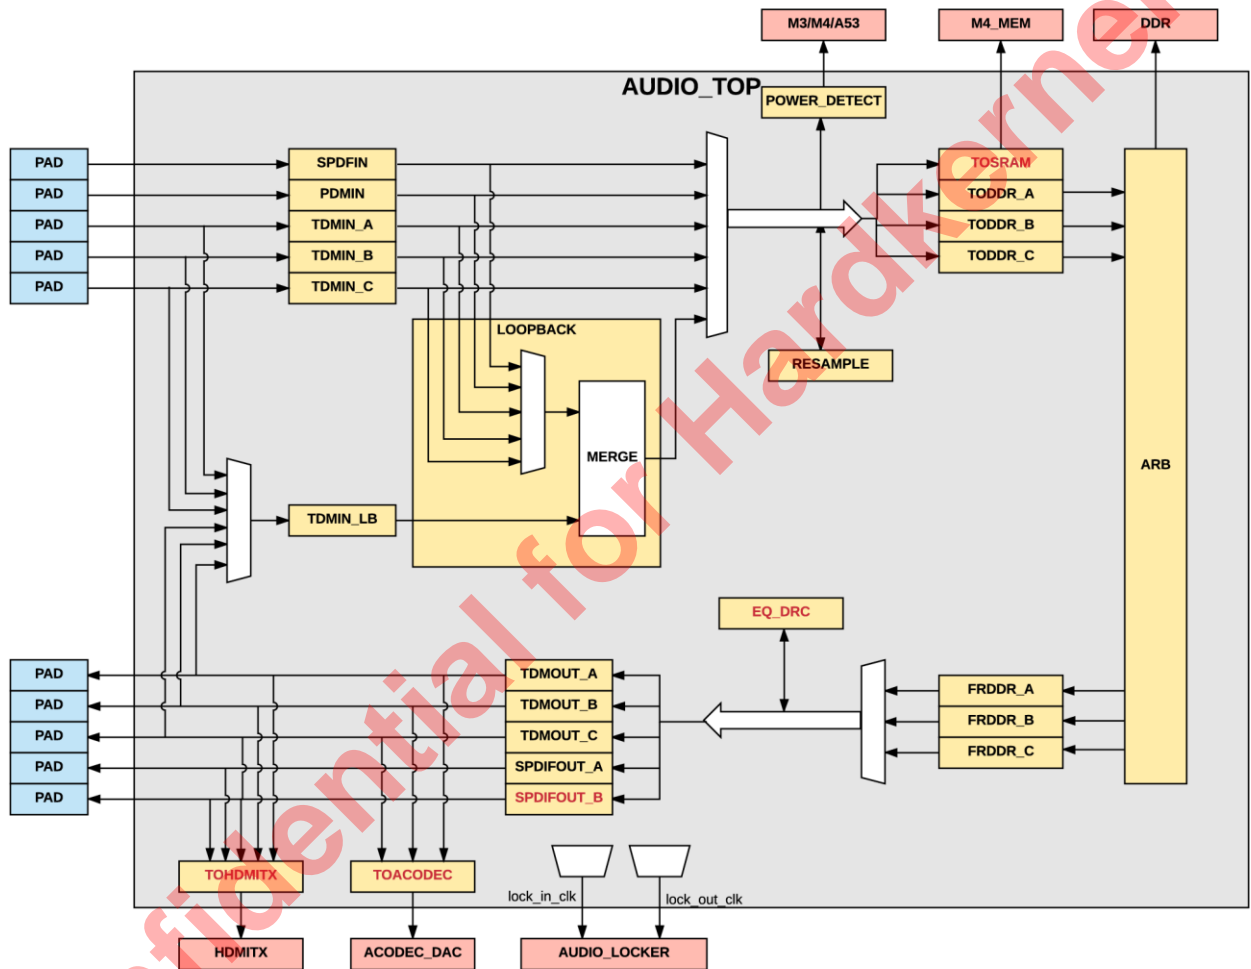 M3/M4/A53
M4_MEM
DDR
AUDIO_TOP
POWER_DETECT
PAD
PAD
PAD
PAD
PAD
SPDFIN
PDMIN
TDMIN_A
TDMIN_B
TDMIN_C
TOSRAM
TODDR_A
TODDR_B
TODDR_C
LOOPBACK
RESAMPLE
MERGE
ARB
TDMIN_LB
EQ_DRC
PAD
PAD
PAD
PAD
PAD
TDMOUT_A
TDMOUT_B
TDMOUT_C
SPDIFOUT_A
SPDIFOUT_B
FRDDR_A
FRDDR_B
FRDDR_C
TOHDMITX
TOACODEC
lock_in_clk
lock_out_clk
HDMITX
ACODEC_DAC
AUDIO_LOCKER
fidential for Hardkerne